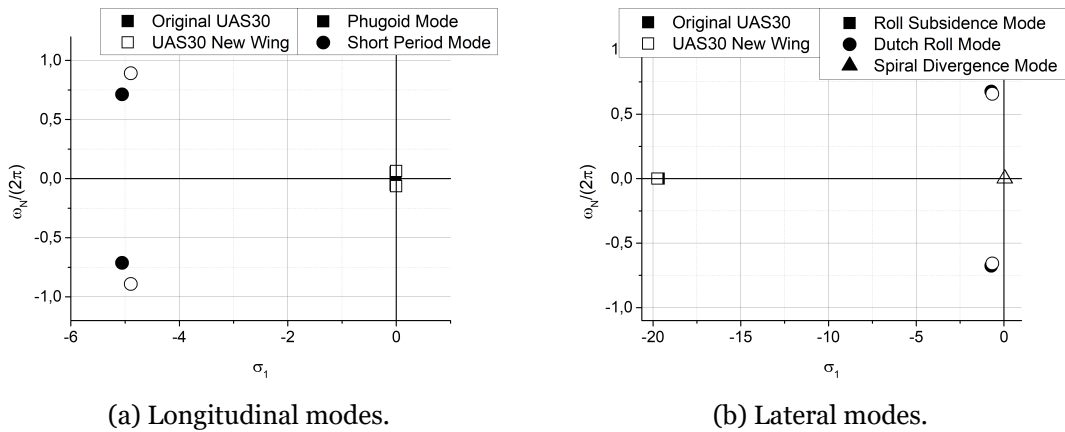 Original UAS30
UAS30 New Wing
Phugoid Mode
Short Period Mode
1,0
0,5
0,0
-0,5
-1,0
ω_N/(2π)
-6 -4 -2 0
σ_1
(a) Longitudinal modes.
Original UAS30
UAS30 New Wing
Roll Subsidence Mode
Dutch Roll Mode
Spiral Divergence Mode
1,
0,5
0,0
-0,5
-1,0
ω_N/(2π)
-20 -15 -10 -5 0
σ_1
(b) Lateral modes.